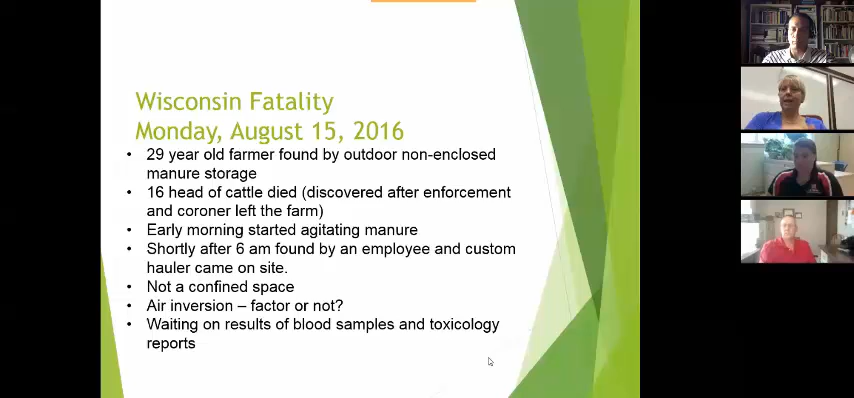 Wisconsin Fatality
Monday, August 15, 2016
• 29 year old farmer found by outdoor non-enclosed
manure storage
• 16 head of cattle died (discovered after enforcement
and coroner left the farm)
• Early morning started agitating manure
• Shortly after 6 am found by an employee and custom
hauler came on site.
• Not a confined space
• Air inversion – factor or not?
• Waiting on results of blood samples and toxicology
reports